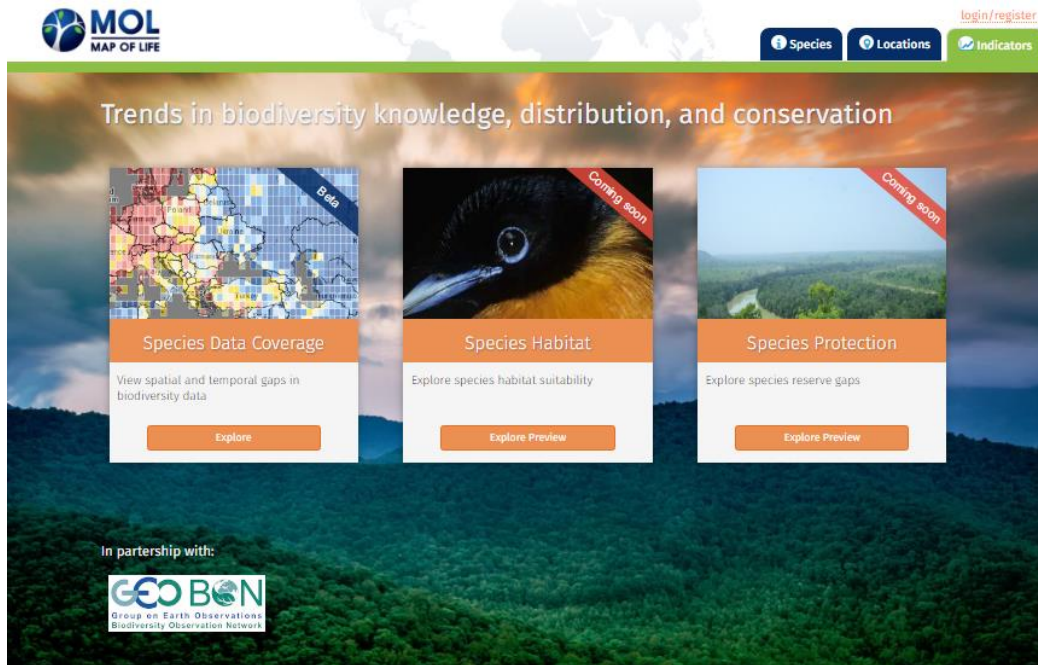 login/register
MOL
MAP OF LIFE
Species
Locations
Indicators
Trends in biodiversity knowledge, distribution, and conservation
Poland
Ukraine
Beta
Coming soon
Coming soon
Species Data Coverage
Species Habitat
Species Protection
View spatial and temporal gaps in
biodiversity data
Explore species habitat suitability
Explore species reserve gaps
Explore
Explore Preview
Explore Preview
In partership with:
GEO BON
Group on Earth Observations
Biodiversity Observation Network